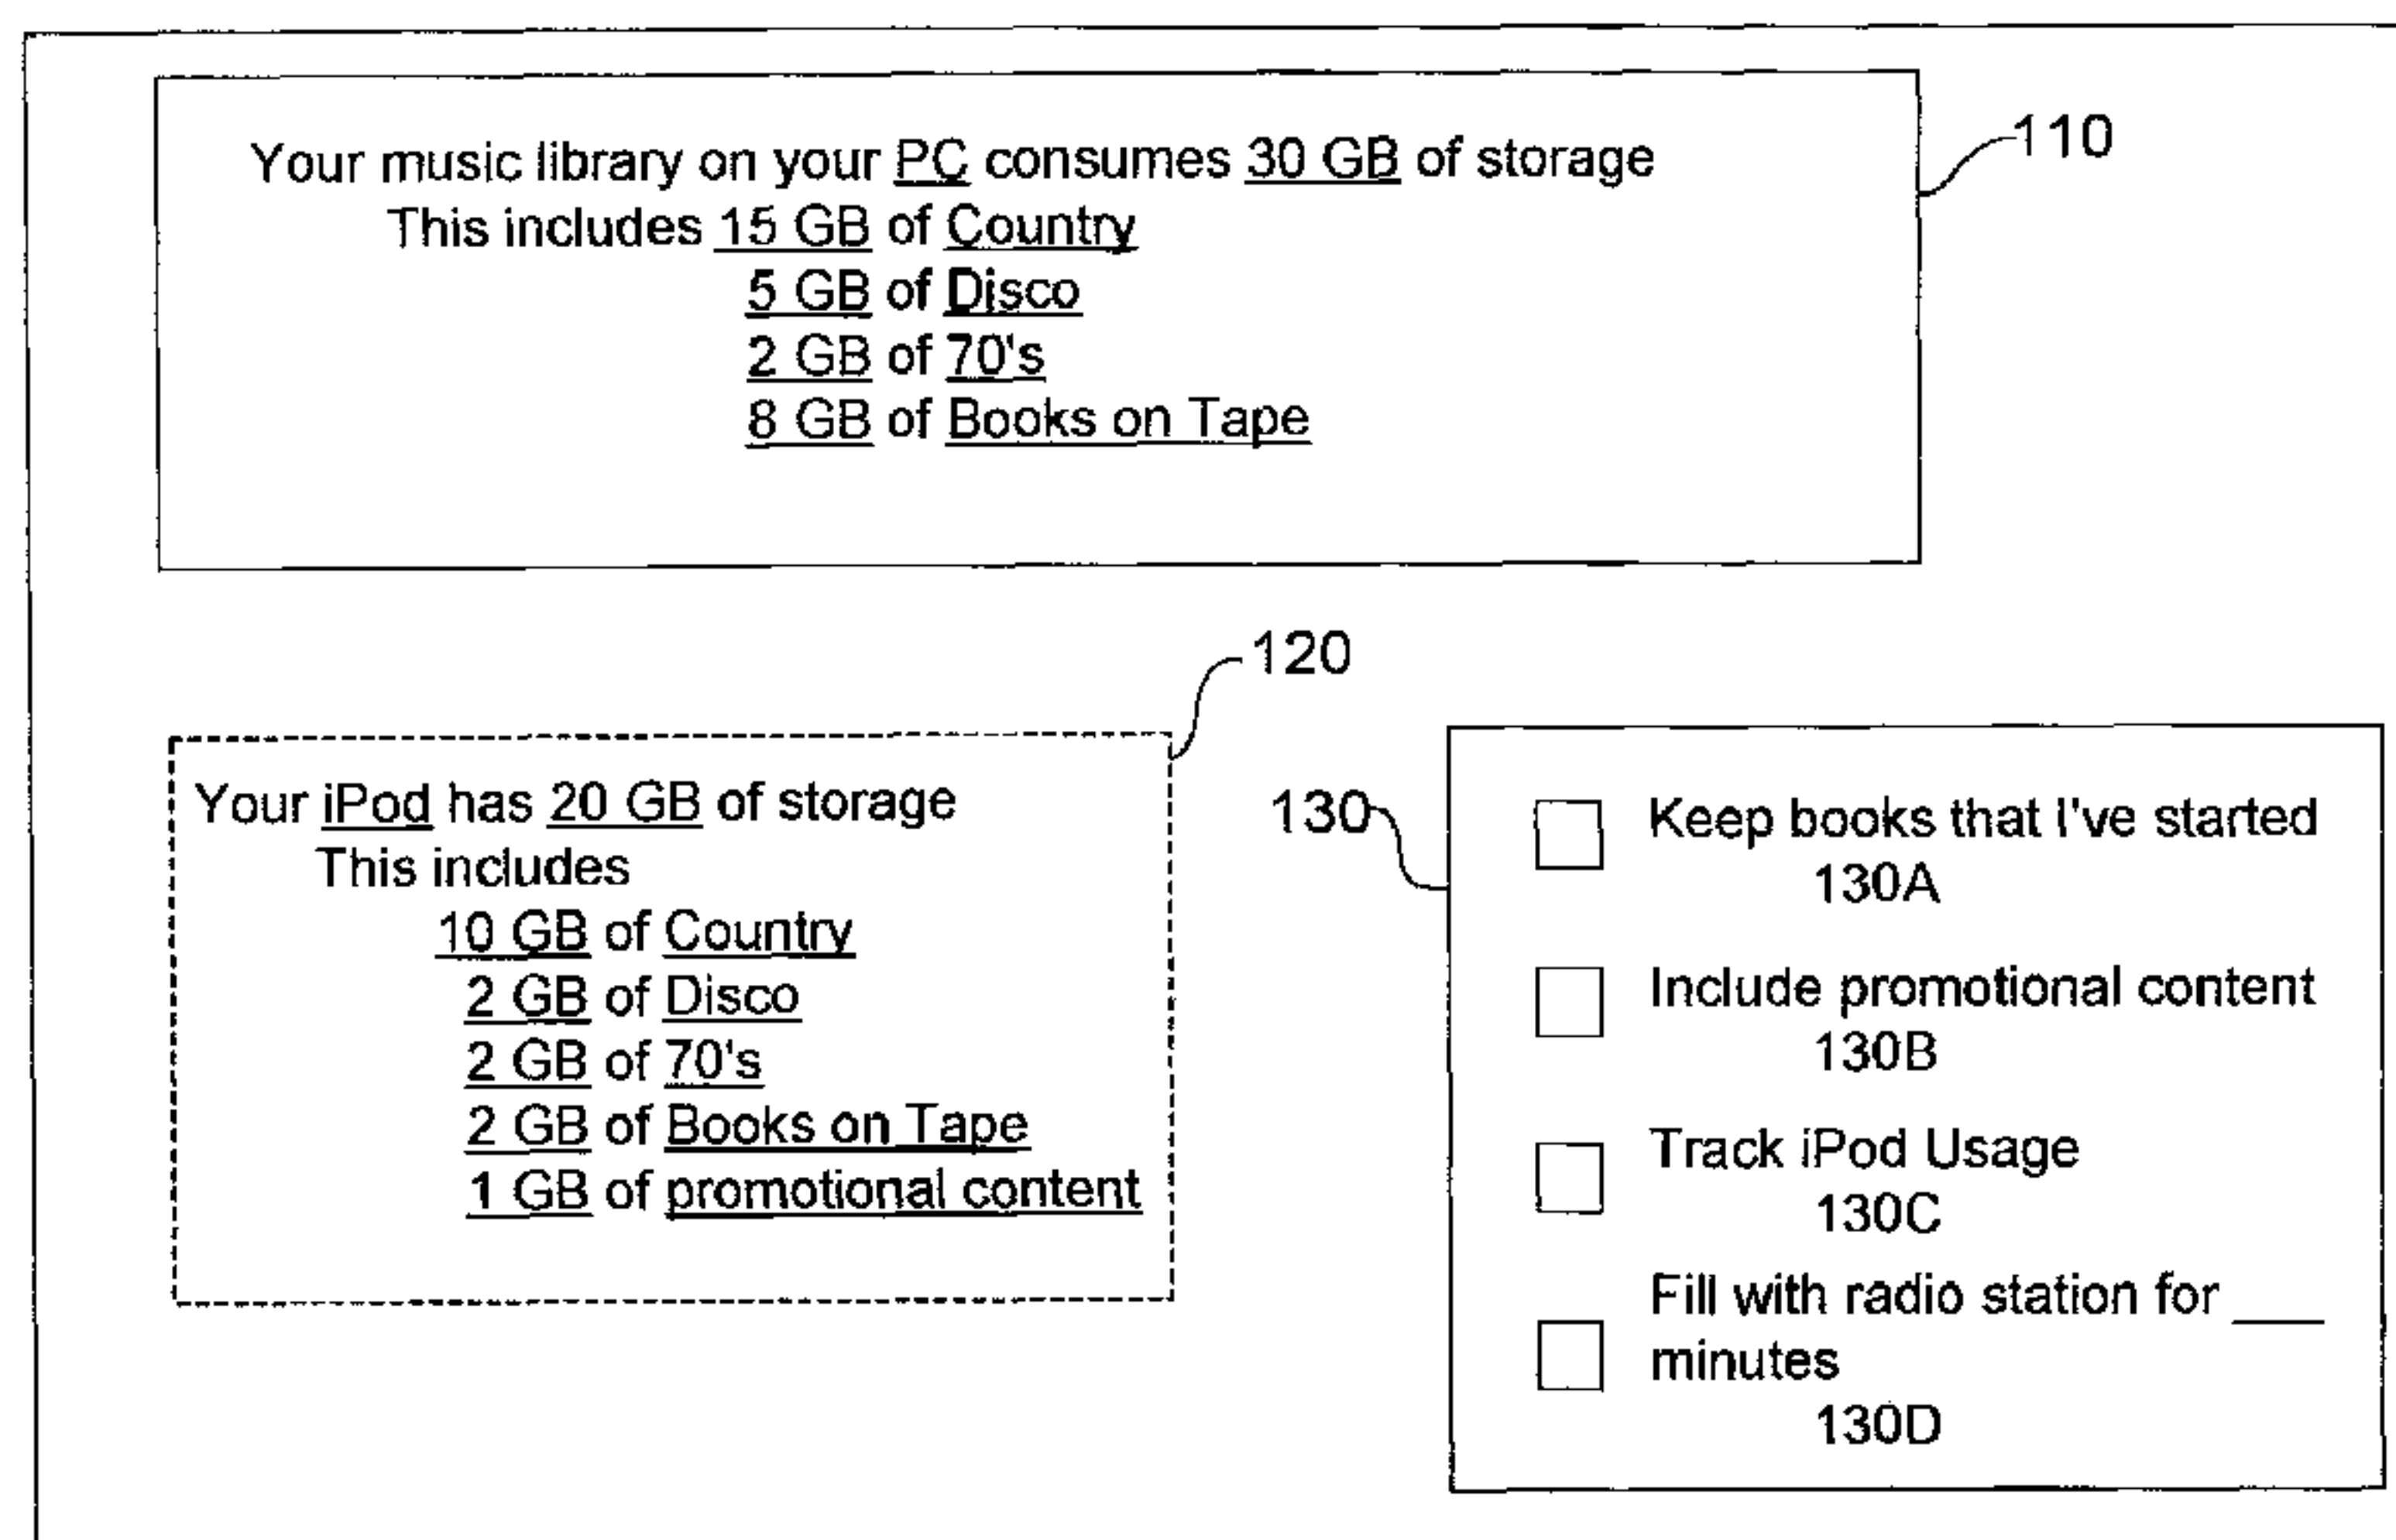 Your music library on your PC consumes 30 GB of storage
This includes 15 GB of Country
5 GB of Disco
2 GB of 70's
8 GB of Books on Tape
110
120
Your iPod has 20 GB of storage
This includes
10 GB of Country
2 GB of Disco
2 GB of 70's
2 GB of Books on Tape
1 GB of promotional content
130
Keep books that I've started
130A
Include promotional content
130B
Track iPod Usage
130C
Fill with radio station for ___
minutes
130D